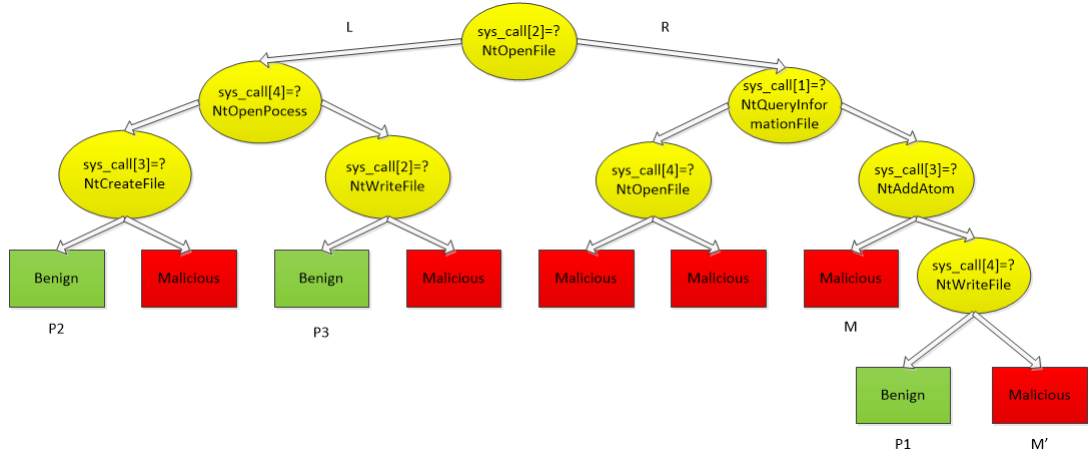 L
R
sys_call[2]=?
NtOpenFile
sys_call[4]=?
NtOpenPocess
sys_call[1]=?
NtQueryInfor
mationFile
sys_call[3]=?
NtCreateFile
sys_call[2]=?
NtWriteFile
sys_call[4]=?
NtOpenFile
sys_call[3]=?
NtAddAtom
Benign
Malicious
Benign
Malicious
Malicious
Malicious
Malicious
sys_call[4]=?
NtWriteFile
P2
P3
M
Benign
Malicious
P1
M'